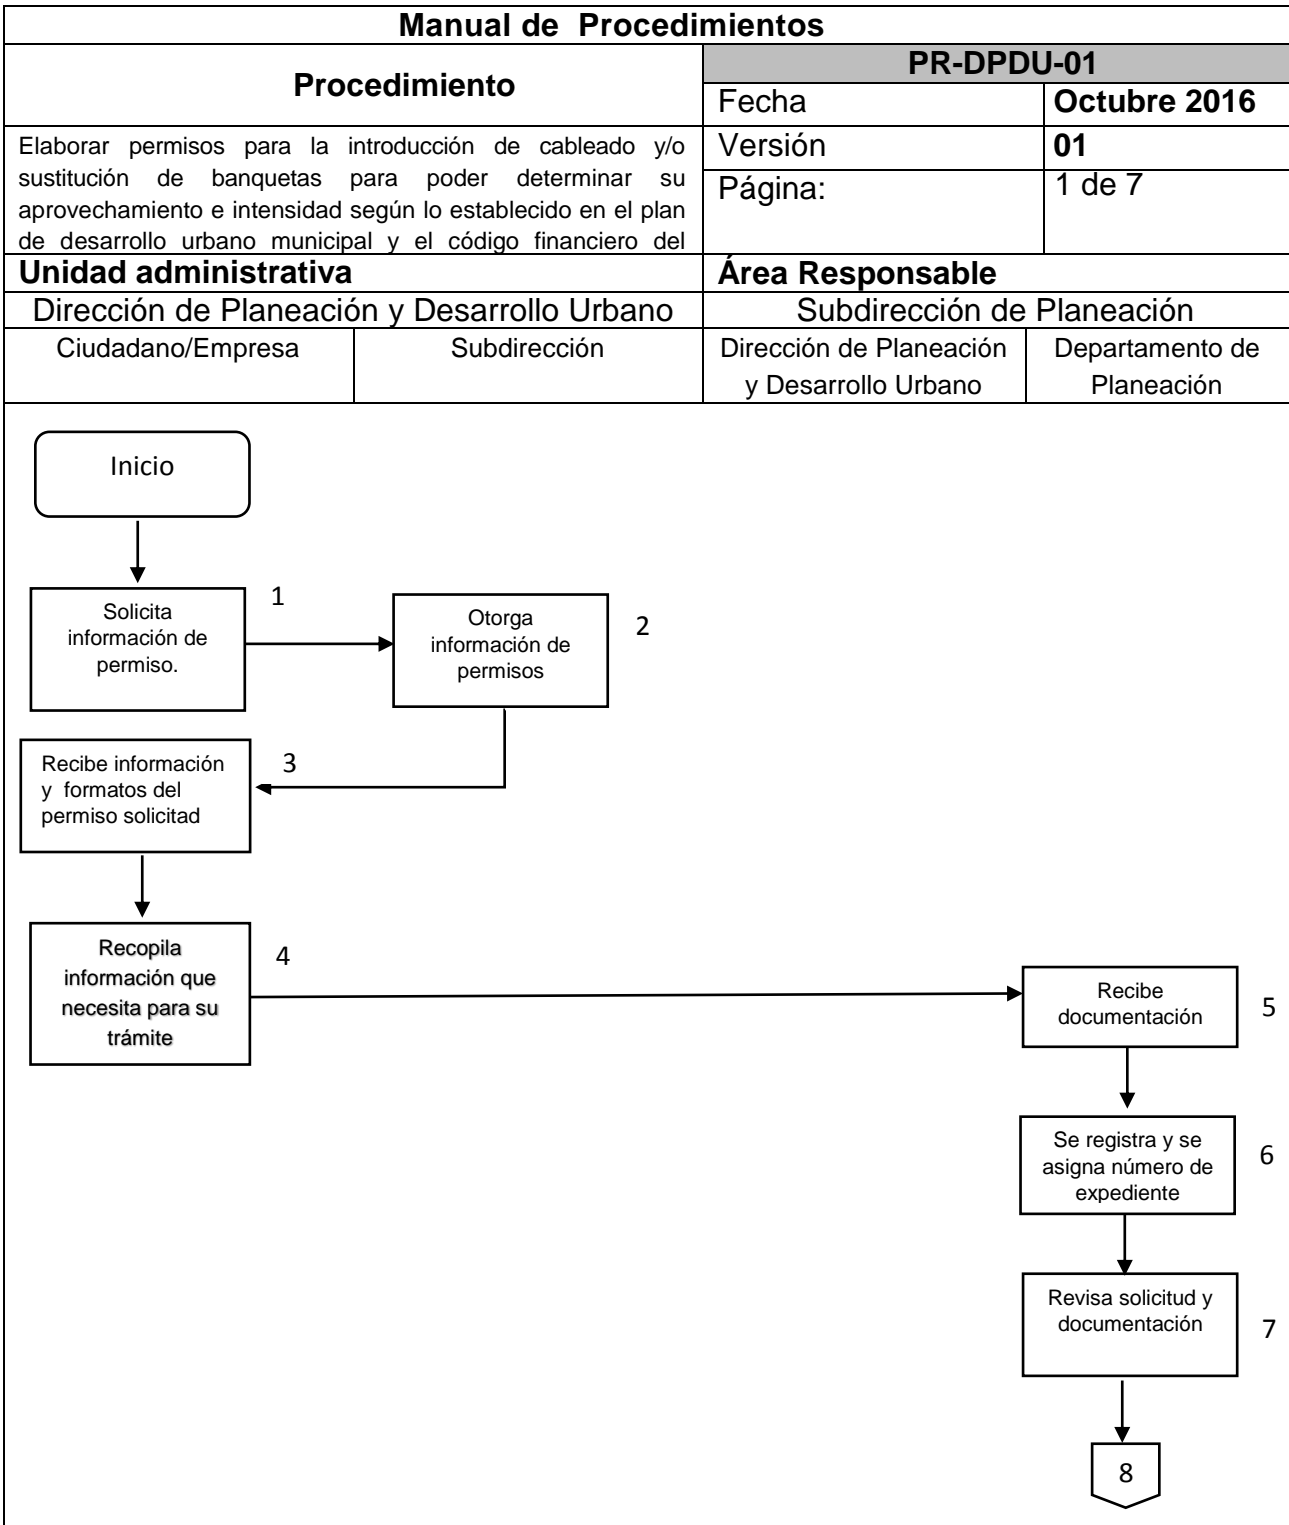 Manual de Procedimientos
Procedimiento
PR-DPDU-01
Fecha
Octubre 2016
Elaborar permisos para la introducción de cableado y/o
sustitución de banquetas para poder determinar su
aprovechamiento e intensidad según lo establecido en el plan
de desarrollo urbano municipal y el código financiero del
Versión
01
Página:
1 de 7
Unidad administrativa
Área Responsable
Dirección de Planeación y Desarrollo Urbano
Subdirección de Planeación
Ciudadano/Empresa
Subdirección
Dirección de Planeación
y Desarrollo Urbano
Departamento de
Planeación
Inicio
Solicita
información de
permiso.
1
Otorga
información de
permisos
2
Recibe información
y formatos del
permiso solicitad
3
Recopila
información que
necesita para su
trámite
4
Recibe
documentación
5
Se registra y se
asigna número de
expediente
6
Revisa solicitud y
documentación
7
8